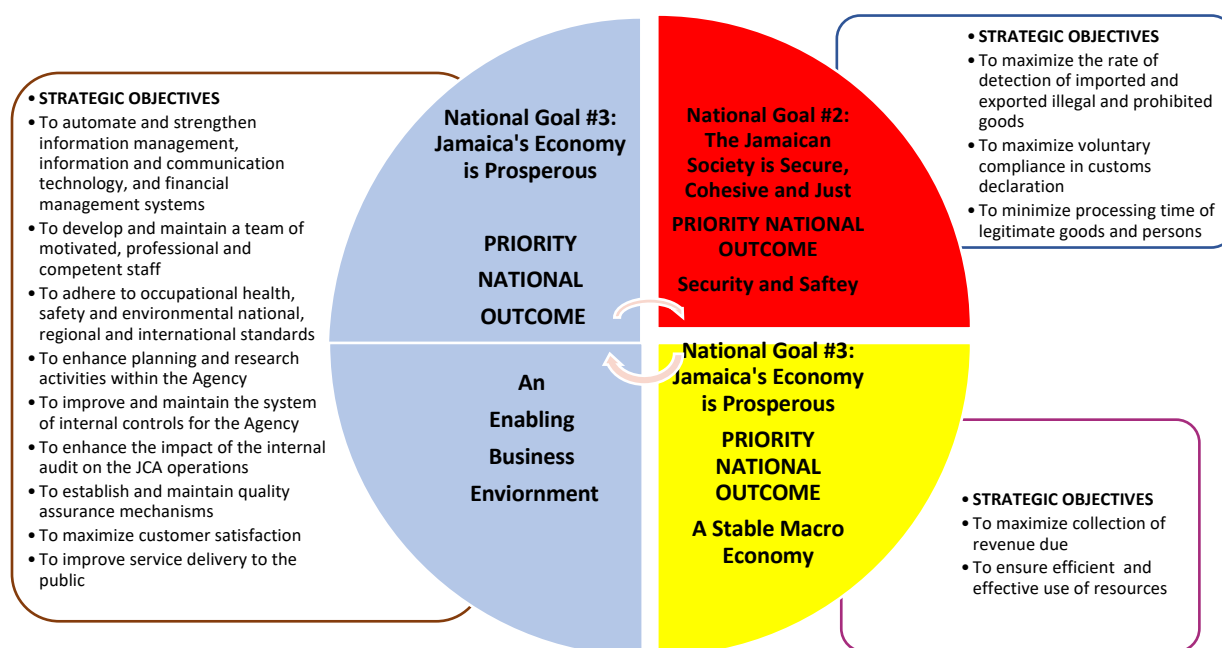 • STRATEGIC OBJECTIVES
• To automate and strengthen
information management,
information and communication
technology, and financial
management systems
• To develop and maintain a team of
motivated, professional and
competent staff
• To adhere to occupational health,
safety and environmental national,
regional and international standards
• To enhance planning and research
activities within the Agency
• To improve and maintain the system
of internal controls for the Agency
• To enhance the impact of the internal
audit on the JCA operations
• To establish and maintain quality
assurance mechanisms
• To maximize customer satisfaction
• To improve service delivery to the
public
National Goal #3:
Jamaica's Economy
is Prosperous
PRIORITY
NATIONAL
OUTCOME
An
Enabling
Business
Enviornment
National Goal #2:
The Jamaican
Society is Secure,
Cohesive and Just
PRIORITY NATIONAL
OUTCOME
Security and Saftey
• STRATEGIC OBJECTIVES
• To maximize the rate of
detection of imported and
exported illegal and prohibited
goods
• To maximize voluntary
compliance in customs
declaration
• To minimize processing time of
legitimate goods and persons
National Goal #3:
Jamaica's Economy
is Prosperous
PRIORITY
NATIONAL
OUTCOME
A Stable Macro
Economy
• STRATEGIC OBJECTIVES
• To maximize collection of
revenue due
• To ensure efficient and
effective use of resources